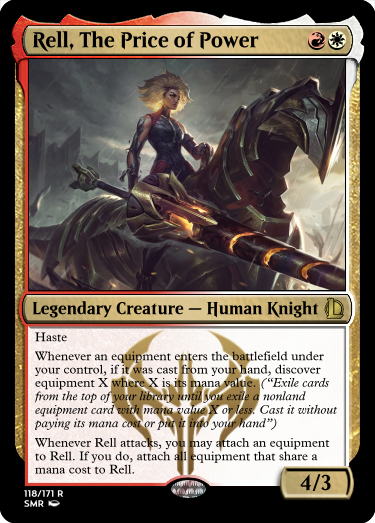 Rell, The Price of Power
Legendary Creature — Human Knight
Haste
Whenever an equipment enters the battlefield under
your control, if it was cast from your hand, discover
equipment X where X is its mana value. (“Exile cards
from the top of your library until you exile a nonland
equipment card with mana value X or less. Cast it without
paying its mana cost or put it into your hand”)
Whenever Rell attacks, you may attach an equipment
to Rell. If you do, attach all equipment that share a
mana cost to Rell.
4/3
118/171 R
SMR